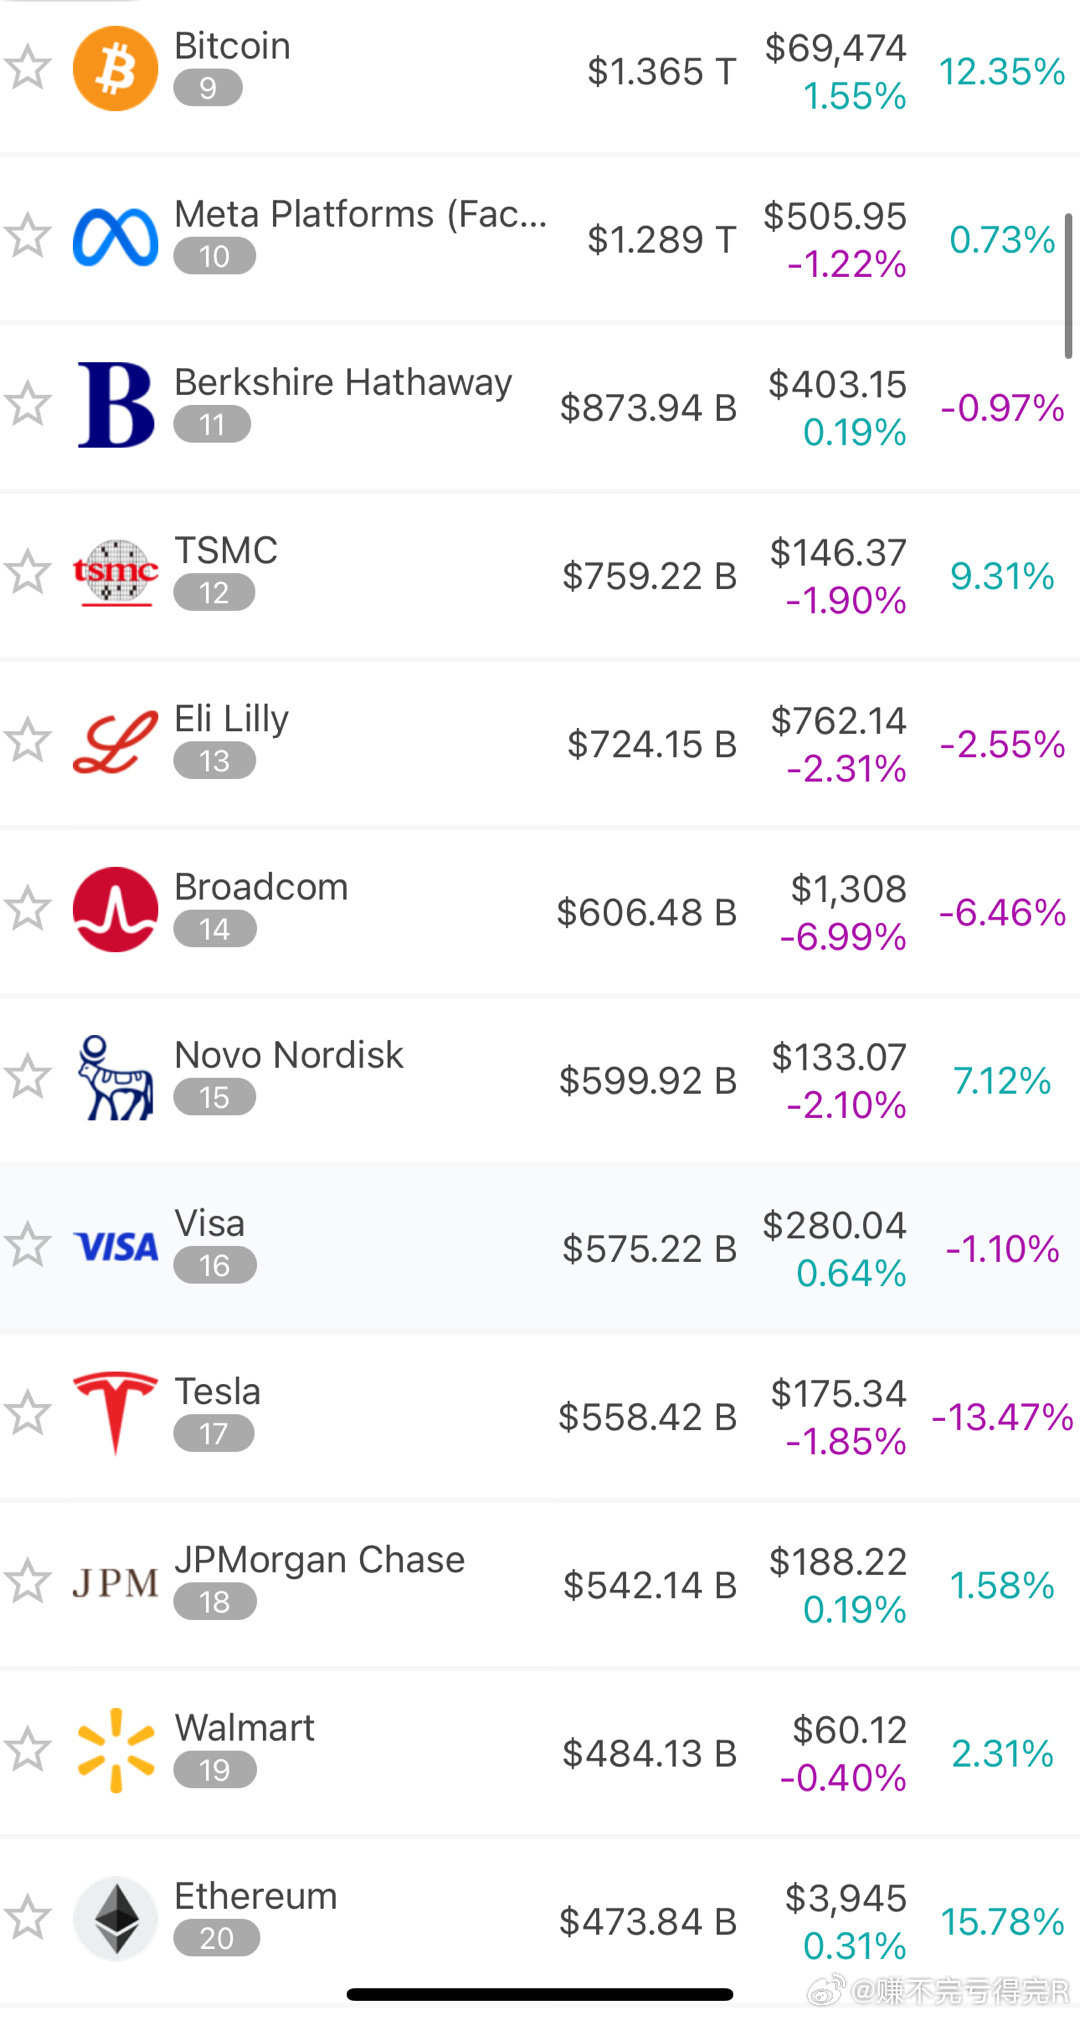 Bitcoin
9
$1.365 T
$69,474
1.55%
12.35%
Meta Platforms (Fac...
10
$1.289 T
$505.95
-1.22%
0.73%
B
Berkshire Hathaway
11
$873.94 B
$403.15
0.19%
-0.97%
tsmc
TSMC
12
$759.22 B
$146.37
-1.90%
9.31%
Eli Lilly
13
$724.15 B
$762.14
-2.31%
-2.55%
Broadcom
14
$606.48 B
$1,308
-6.99%
-6.46%
Novo Nordisk
15
$599.92 B
$133.07
-2.10%
7.12%
VISA
Visa
16
$575.22 B
$280.04
0.64%
-1.10%
Tesla
17
$558.42 B
$175.34
-1.85%
-13.47%
JPM
JPMorgan Chase
18
$542.14 B
$188.22
0.19%
1.58%
Walmart
19
$484.13 B
$60.12
-0.40%
2.31%
Ethereum
20
$473.84 B
$3,945
0.31%
15.78%
@赚不完亏得完R